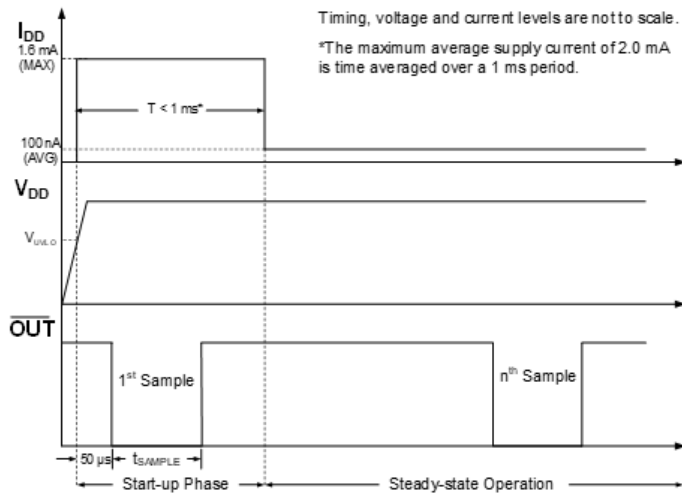 Timing, voltage and current levels are not to scale.
*The maximum average supply current of 2.0 mA
is time averaged over a 1 ms period.
IDD
1.6 mA
(MAX)
T < 1 ms*
100 nA
(AVG)
VDD
VUVLO
OUT
1st Sample
nth Sample
50 µs
tSAMPLE
Start-up Phase
Steady-state Operation